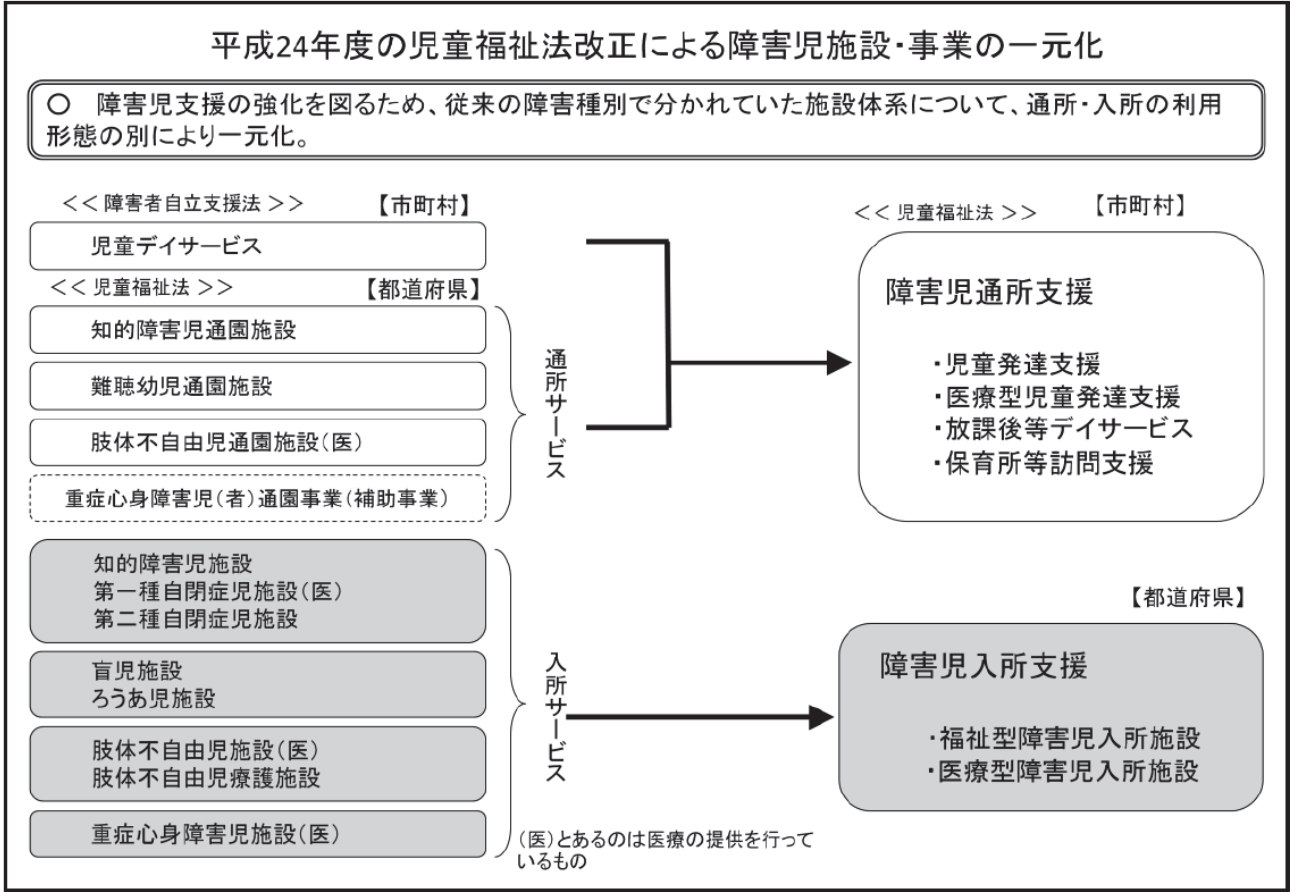 平成24年度の児童福祉法改正による障害児施設・事業の一元化
○ 障害児支援の強化を図るため、従来の障害種別で分かれていた施設体系について、通所・入所の利用
形態の別により一元化。
＜＜ 障害者自立支援法 ＞＞ 【市町村】
児童デイサービス
＜＜ 児童福祉法 ＞＞ 【都道府県】
知的障害児通園施設
難聴幼児通園施設
肢体不自由児通園施設（医）
重症心身障害児（者）通園事業（補助事業）
通所サービス
知的障害児施設
第一種自閉症児施設（医）
第二種自閉症児施設
盲児施設
ろうあ児施設
肢体不自由児施設（医）
肢体不自由児療護施設
重症心身障害児施設（医）
入所サービス
（医）とあるのは医療の提供を行って
いるもの
＜＜ 児童福祉法 ＞＞ 【市町村】
障害児通所支援
・児童発達支援
・医療型児童発達支援
・放課後等デイサービス
・保育所等訪問支援
【都道府県】
障害児入所支援
・福祉型障害児入所施設
・医療型障害児入所施設